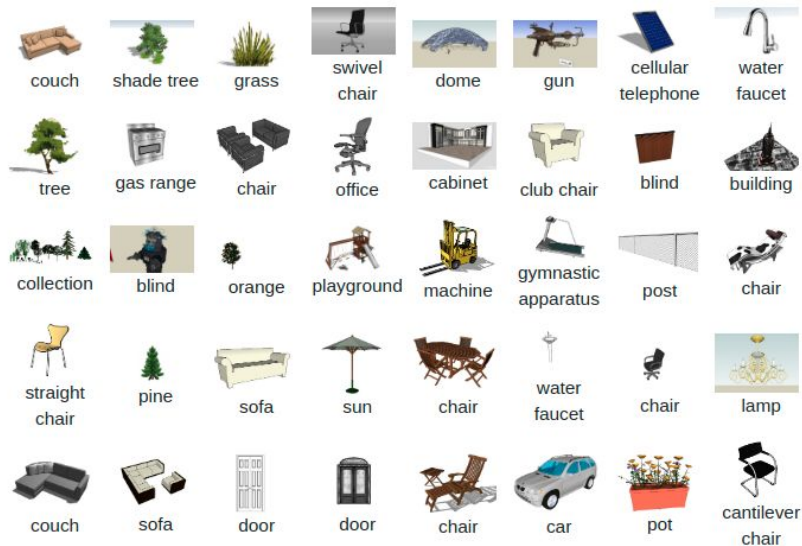 couch
shade tree
grass
swivel
chair
dome
gun
cellular
telephone
water
faucet
tree
gas range
chair
office
cabinet
club chair
blind
building
collection
blind
orange
playground
machine
gymnastic
apparatus
post
chair
straight
chair
pine
sofa
sun
chair
water
faucet
chair
lamp
couch
sofa
door
door
chair
car
pot
cantilever
chair